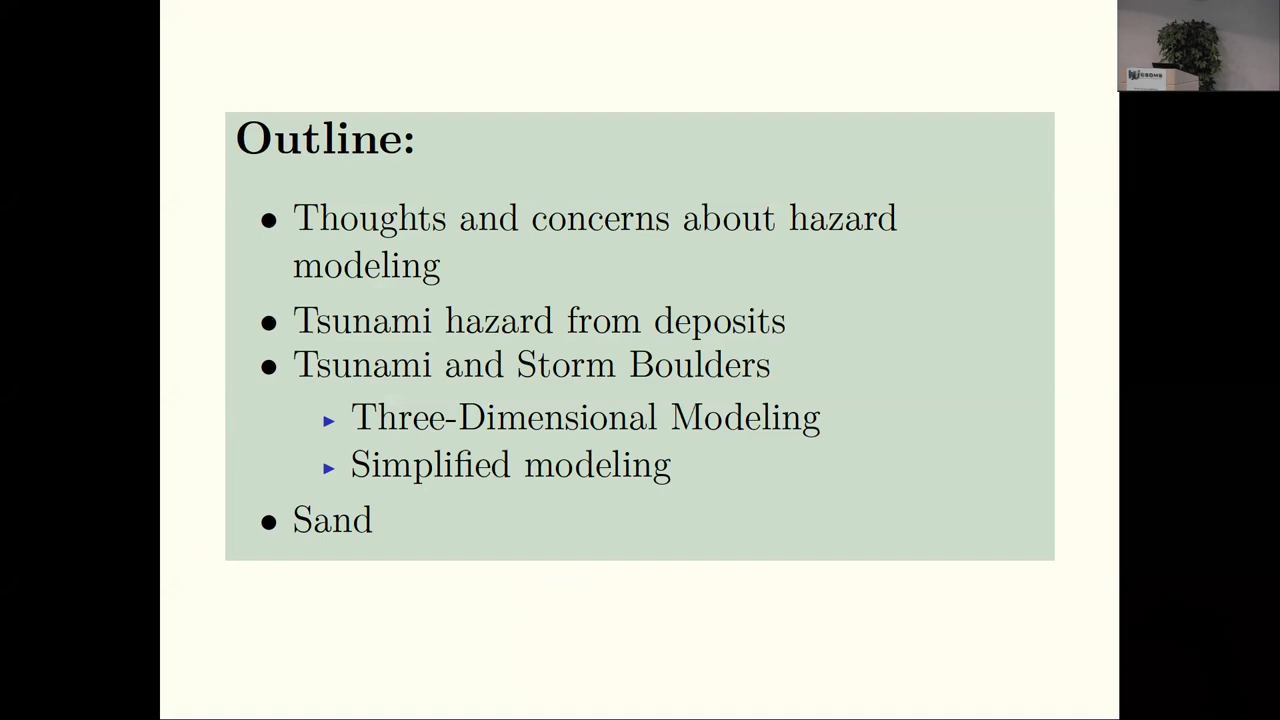 Outline:
• Thoughts and concerns about hazard
modeling
• Tsunami hazard from deposits
• Tsunami and Storm Boulders
▸ Three-Dimensional Modeling
▸ Simplified modeling
• Sand
CSDMS